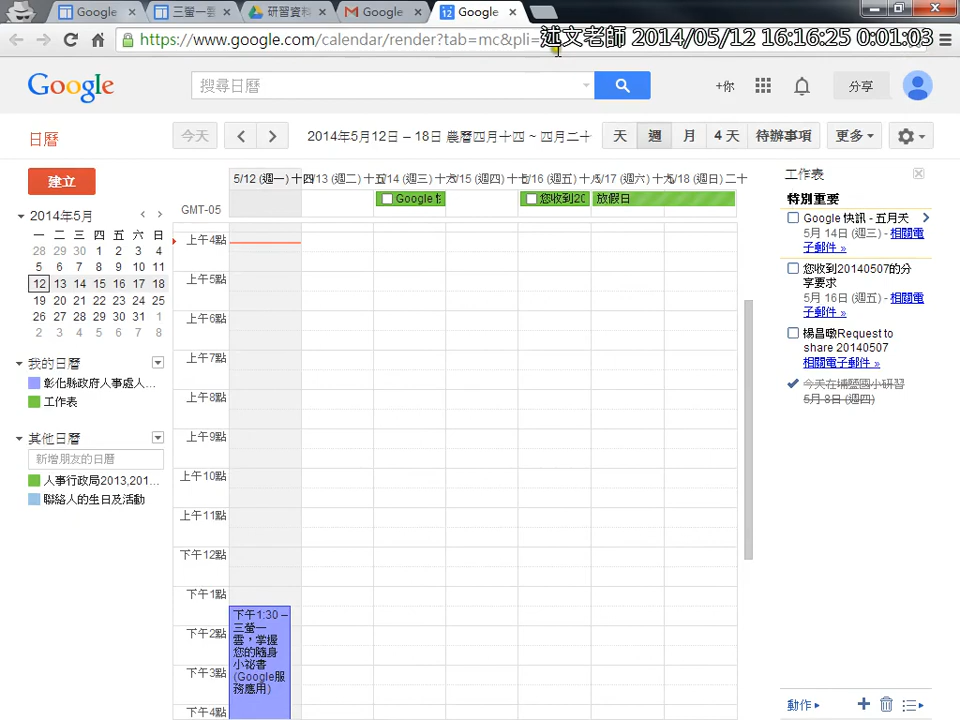 Google
三螢一雲
研習資料
Google
Google
https://www.google.com/calendar/render?tab=mc&pli=
述文老師 2014/05/12 16:16:25 0:01:03
Google
搜尋日曆
+你
分享
日曆
今天
2014年5月12日 – 18日 農曆四月十四 ~ 四月二十
天
週
月
4 天
待辦事項
更多
建立
2014年5月
一 二 三 四 五 六 日
28 29 30 1 2 3 4
5 6 7 8 9 10 11
12 13 14 15 16 17 18
19 20 21 22 23 24 25
26 27 28 29 30 31 1
2 3 4 5 6 7 8
我的日曆
彰化縣政府人事處人...
工作表
其他日曆
新增朋友的日曆
人事行政局2013,201...
聯絡人的生日及活動
GMT-05
5/12 (週一) 十四
5/13 (週二) 十五
5/14 (週三) 十六
5/15 (週四) 十七
5/16 (週五) 十八
5/17 (週六) 十九
5/18 (週日) 二十
Google
您收到20
放假日
上午4點
上午5點
上午6點
上午7點
上午8點
上午9點
上午10點
上午11點
下午12點
下午1點
下午2點
下午3點
下午4點
下午1:30 –
三螢一
雲，掌握
您的隨身
小祕書
(Google服
務應用)
工作表
特別重要
Google 快訊 - 五月天
5月 14日 (週三) - 相關電
子郵件 »
您收到20140507的分
享要求
5月 16日 (週五) - 相關電
子郵件 »
楊昌暾Request to
share 20140507
相關電子郵件 »
今天在埔鹽國小研習
5月 8日 (週四)
動作